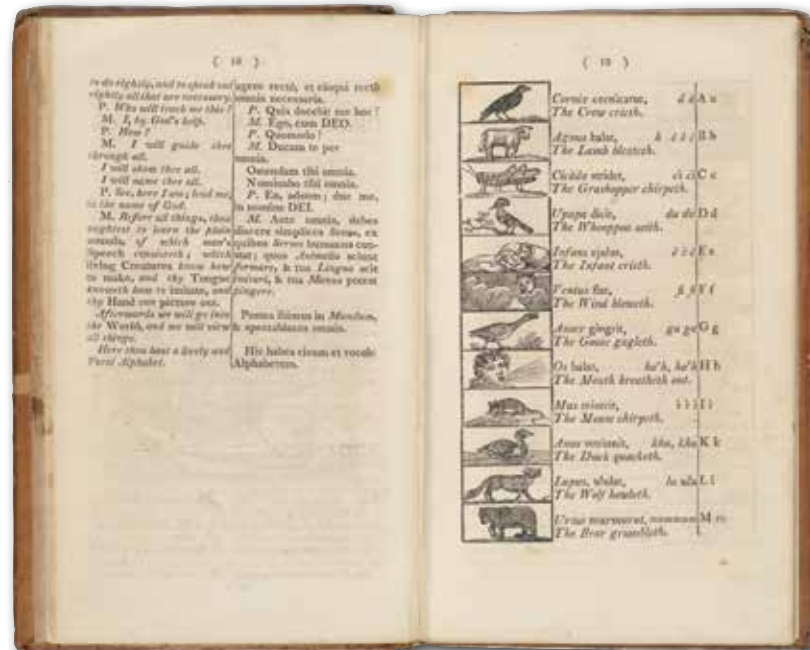 to do rightly, and to speak out
rightly all that are necessary.
P. Who will teach me this?
M. I, by God's help.
P. How?
M. I will guide thee
through all.
I will shew thee all.
I will name thee all.
P. See, here I am; lead me,
in the name of God.
M. Before all things, thou
oughtest to learn the plain
sounds, of which man's
Speech consisteth; which
living Creatures know how
to make, and thy Tongue
knoweth how to imitate, and
thy Hand can picture out.
Afterwards we will go into
the World, and we will view
all things.
Here thou hast a lively and
Vocal Alphabet.
agere rectè, et eloqui rectè
omnia necessaria.
P. Quis docebit me hoc?
M. Ego, cum DEO.
P. Quomodo?
M. Ducam te per
omnia.
Ostendam tibi omnia.
Nominabo tibi omnia.
P. En, adsum; duc me,
in nomine DEI.
M. Ante omnia, debes
discere simplices Sonos, ex
quibus Sermo humanus con-
stat; quos Animalia sciunt
formare, & tua Lingua scit
imitari, & tua Manus potest
pingere.
Postea ibimus in Mundum,
& spectabimus omnia.
Hic habes vivum et vocale
Alphabetum.
Cornix cornicatur, á á A a
The Crow crieth.
Agnus balat, B b
The Lamb bleateth.
Cicàda stridet, ci ci C c
The Grashopper chirpeth.
Upupa dicit, du du D d
The Whooppoo saith.
Infans ejulat, é é é E e
The Infant crieth.
Ventus flat, fi fi F f
The Wind bloweth.
Anser gingrit, ga ga G g
The Goose gagleth.
Os halat, ha'h, ha'h H h
The Mouth breatheth out.
Mus mintrit, í í í I i
The Mouse chirpeth.
Anas tetrinnit, kha, kha K k
The Duck quacketh.
Lupus, ululat, lu ulu L l
The Wolf howleth.
Ursus murmurat, mummum M m
The Bear grumbleth.